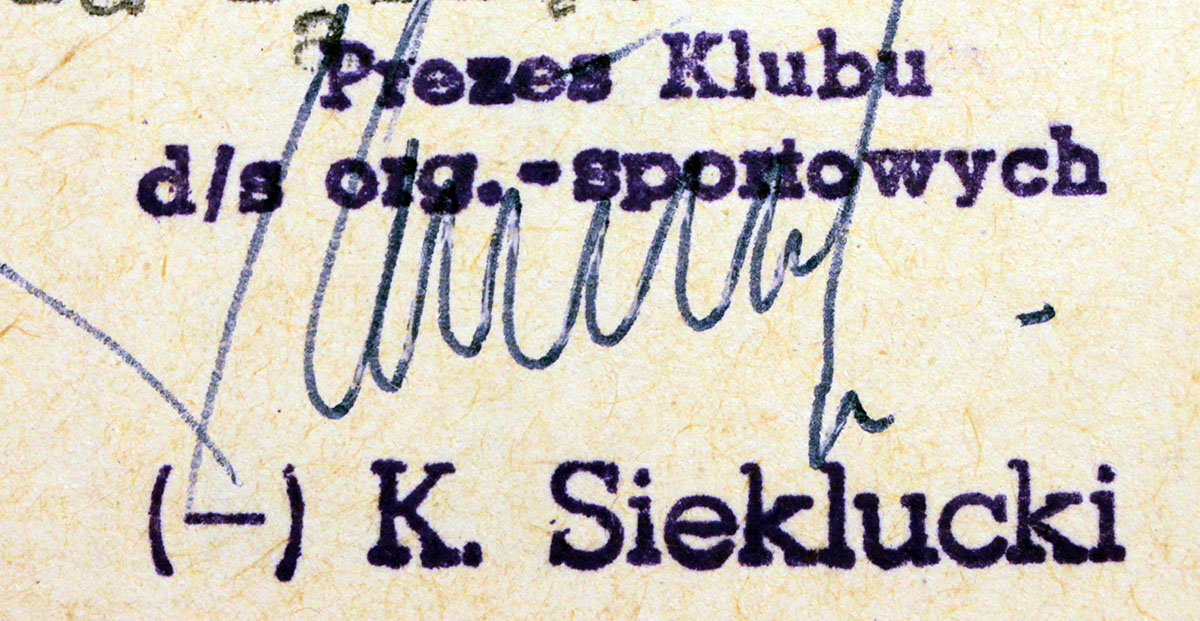 Prezes Klubu
d/s org.-sportowych
(—) K. Sieklucki